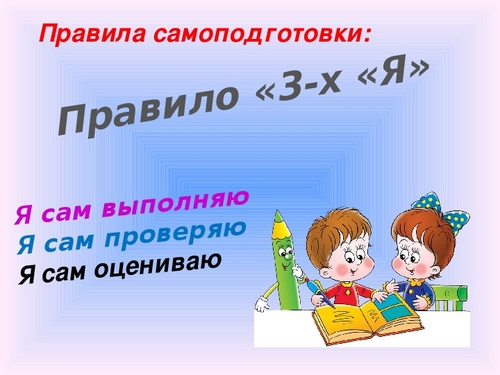 Правила самоподготовки:
Правило «3-х «Я»
Я сам выполняю
Я сам проверяю
Я сам оцениваю